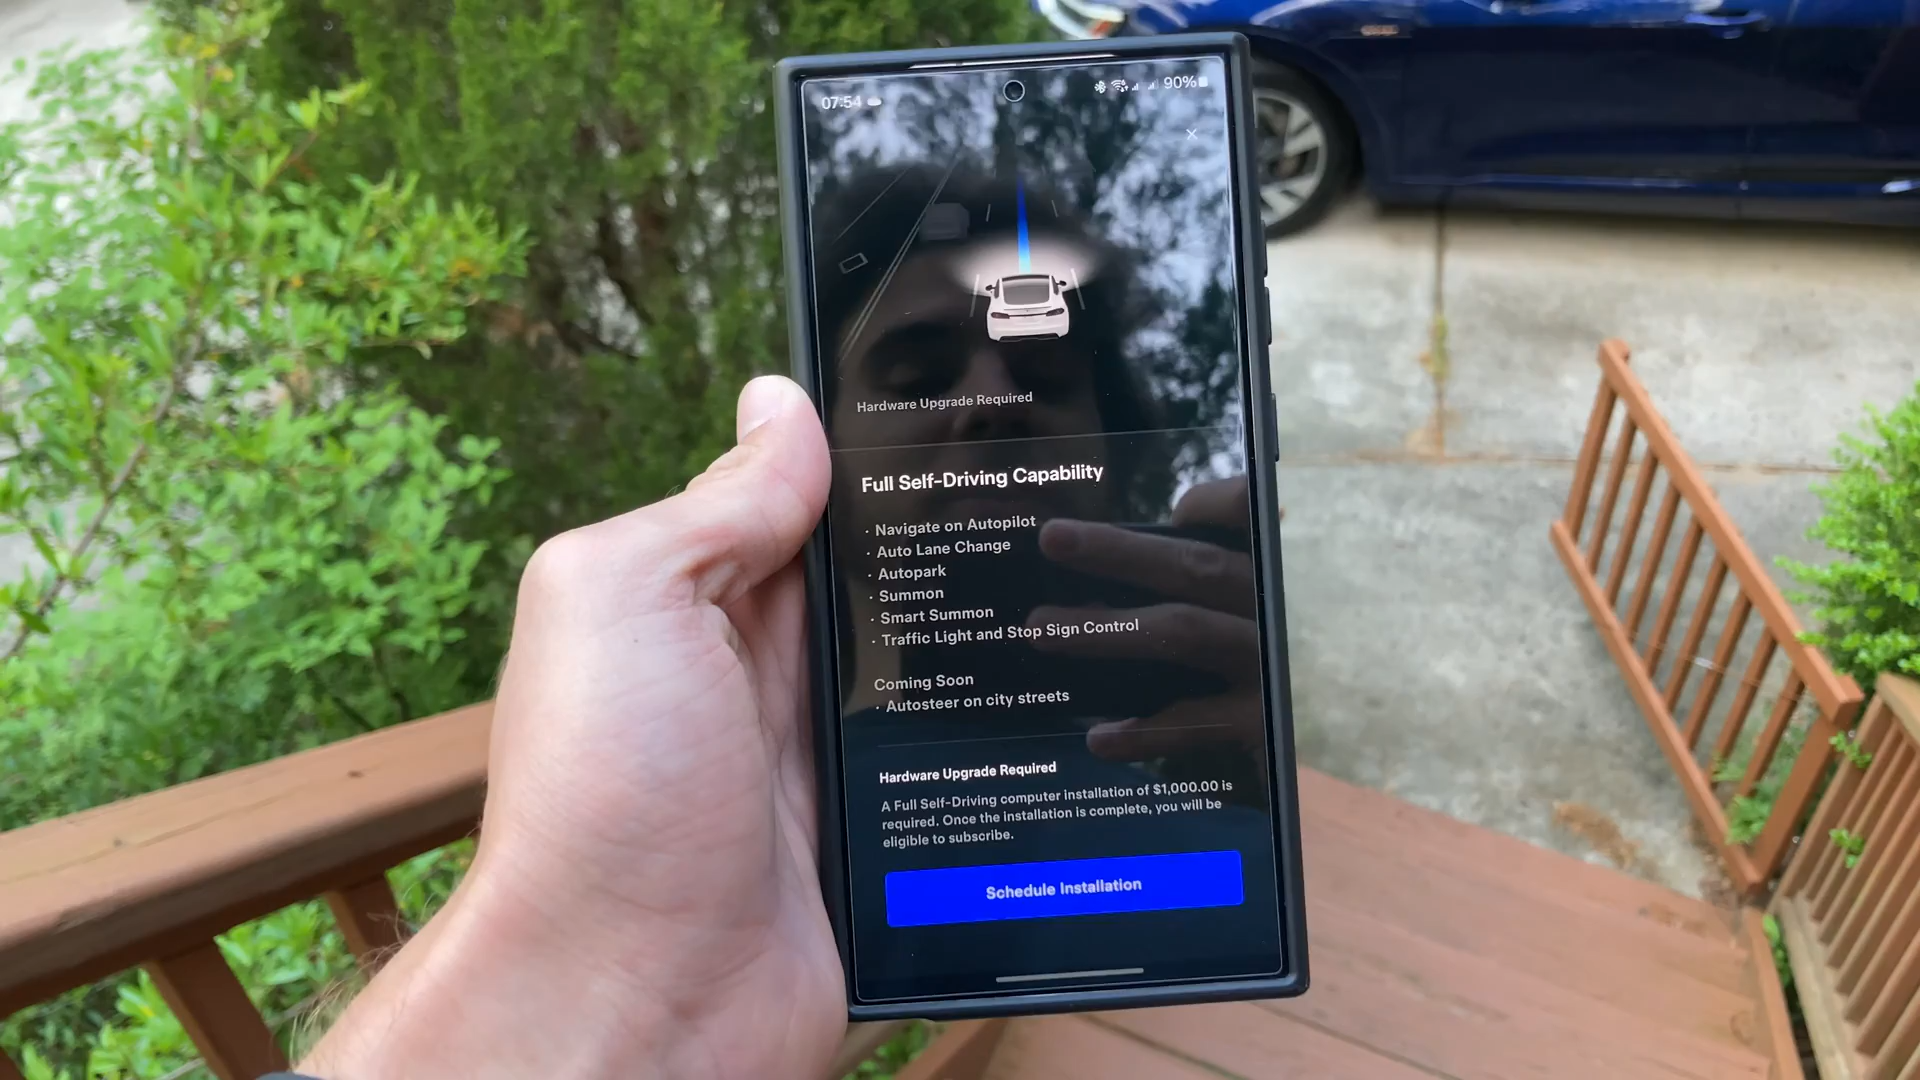 07:54
90%
Hardware Upgrade Required
Full Self-Driving Capability
· Navigate on Autopilot
· Auto Lane Change
· Autopark
· Summon
· Smart Summon
· Traffic Light and Stop Sign Control
Coming Soon
· Autosteer on city streets
Hardware Upgrade Required
A Full Self-Driving computer installation of $1,000.00 is
required. Once the installation is complete, you will be
eligible to subscribe.
Schedule Installation